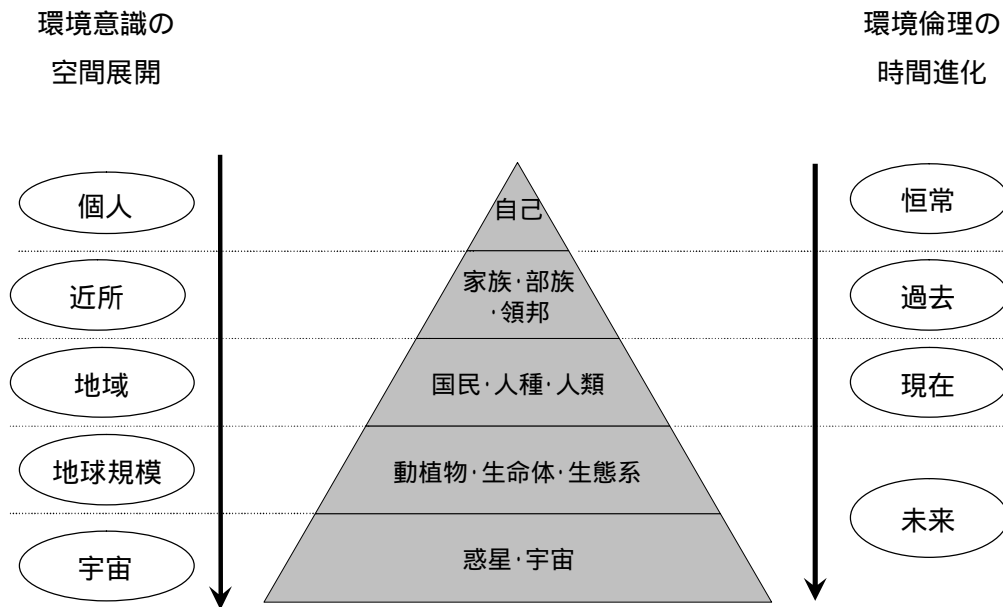 環境意識の
空間展開
環境倫理の
時間進化
個人
自己
恒常
近所
家族・部族
・領邦
過去
地域
国民・人種・人類
現在
地球規模
動植物・生命体・生態系
未来
宇宙
惑星・宇宙